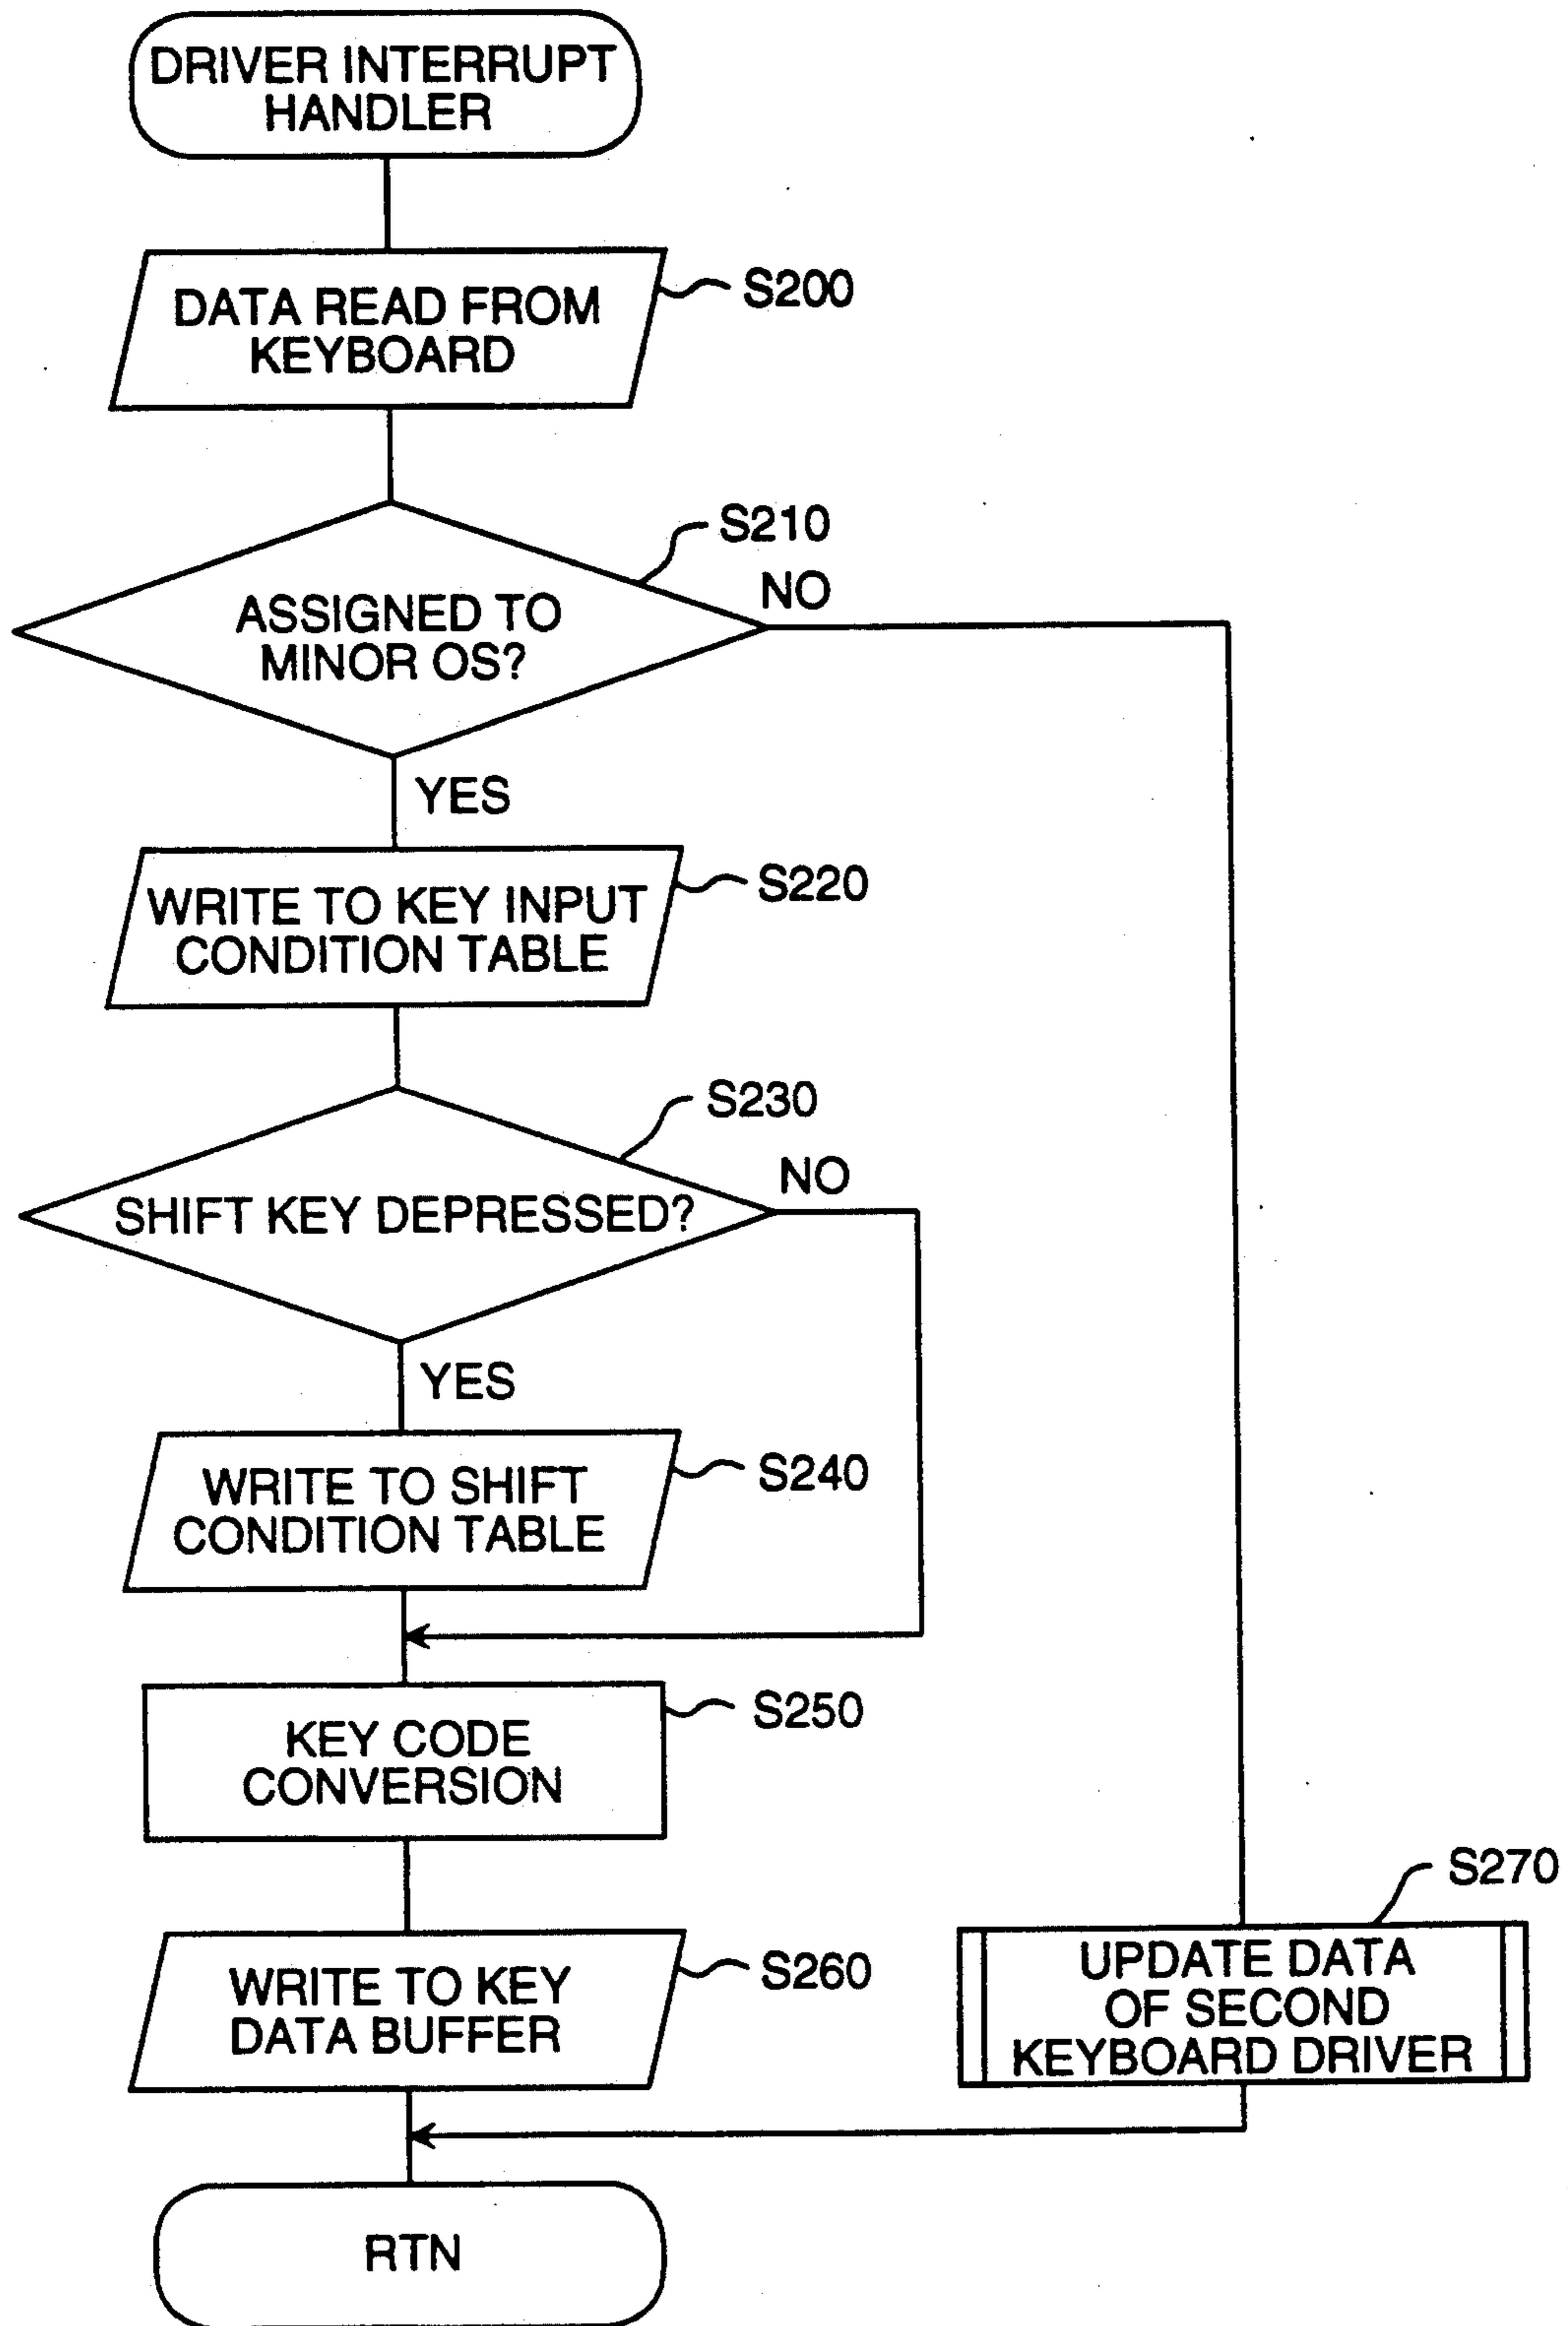 DRIVER INTERRUPT
HANDLER
DATA READ FROM
KEYBOARD
S200
S210
NO
ASSIGNED TO
MINOR OS?
YES
WRITE TO KEY INPUT
CONDITION TABLE
S220
S230
NO
SHIFT KEY DEPRESSED?
YES
WRITE TO SHIFT
CONDITION TABLE
S240
KEY CODE
CONVERSION
S250
WRITE TO KEY
DATA BUFFER
S260
S270
UPDATE DATA
OF SECOND
KEYBOARD DRIVER
RTN